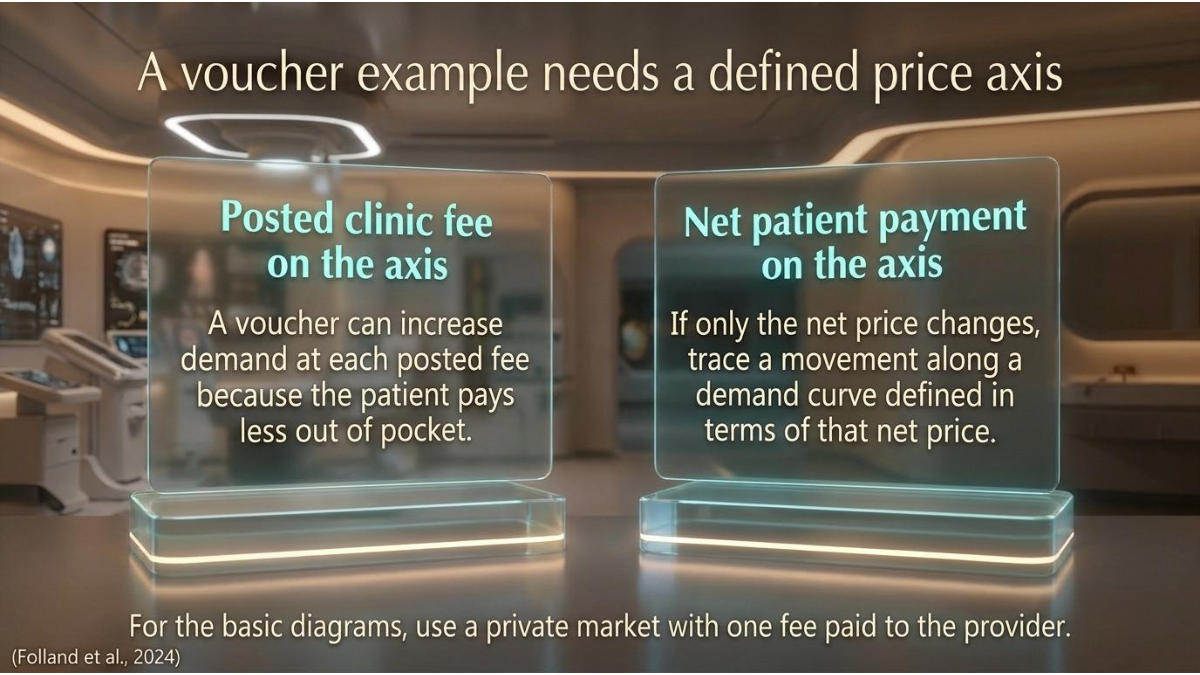 A voucher example needs a defined price axis
Posted clinic fee
on the axis
A voucher can increase
demand at each posted fee
because the patient pays
less out of pocket.
Net patient payment
on the axis
If only the net price changes,
trace a movement along a
demand curve defined in
terms of that net price.
For the basic diagrams, use a private market with one fee paid to the provider.
(Folland et al., 2024)